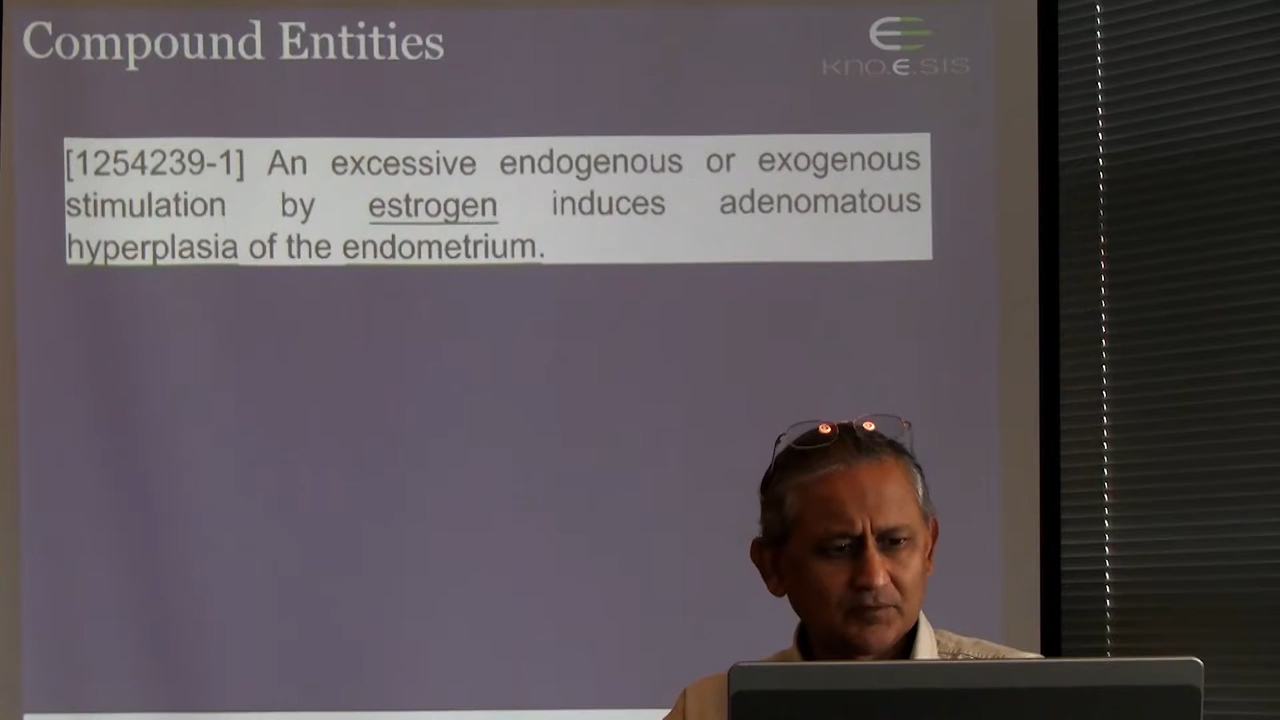 Compound Entities
kno.e.sis
[1254239-1] An excessive endogenous or exogenous
stimulation by estrogen induces adenomatous
hyperplasia of the endometrium.